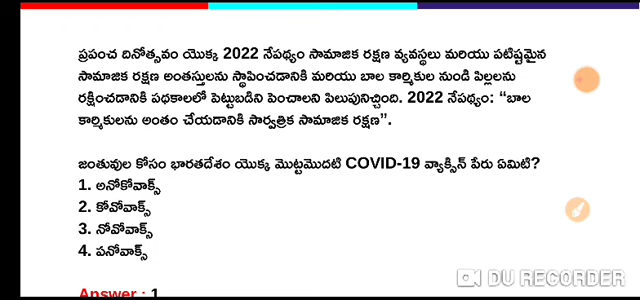 ప్రపంచ దినోత్సవం యొక్క 2022 నేపథ్యం సామాజిక రక్షణ వ్యవస్థలు మరియు పటిష్టమైన
సామాజిక రక్షణ అంతస్తులను స్థాపించడానికి మరియు బాల కార్మికుల నుండి పిల్లలను
రక్షించడానికి పథకాలలో పెట్టుబడిని పెంచాలని పిలుపునిచ్చింది. 2022 నేపథ్యం: “బాల
కార్మికులను అంతం చేయడానికి సార్వత్రిక సామాజిక రక్షణ”.
జంతువుల కోసం భారతదేశం యొక్క మొట్టమొదటి COVID-19 వ్యాక్సిన్ పేరు ఏమిటి?
1. అనోకోవాక్స్
2. కోవోవాక్స్
3. నోవోవాక్స్
4. పనోవాక్స్
Answer : 1
DU RECORDER